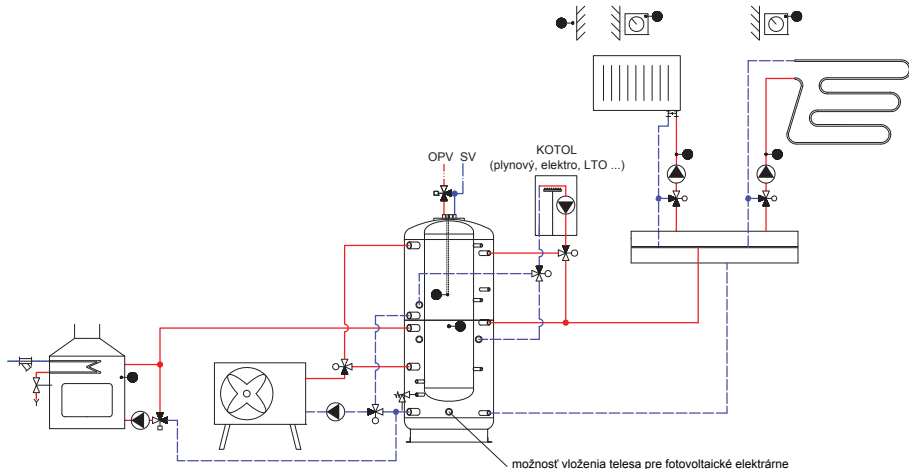 OPV SV
KOTOL
(plynový, elektro, LTO ...)
možnosť vloženia telesa pre fotovoltaické elektrárne